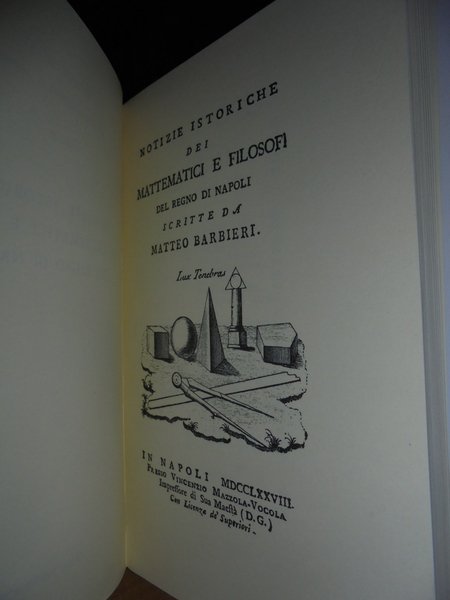 NOTIZIE ISTORICHE
DEI
MATTEMATICI E FILOSOFI
DEL REGNO DI NAPOLI
SCRITTE DA
MATTEO BARBIERI.
Lux Tenebras
IN NAPOLI MDCCLXXVIII.
PRESSO VINCENZIO MAZZOLA-VOCOLA
Impressore di Sua Maestà (D.G.)
Con Licenza de' Superiori.